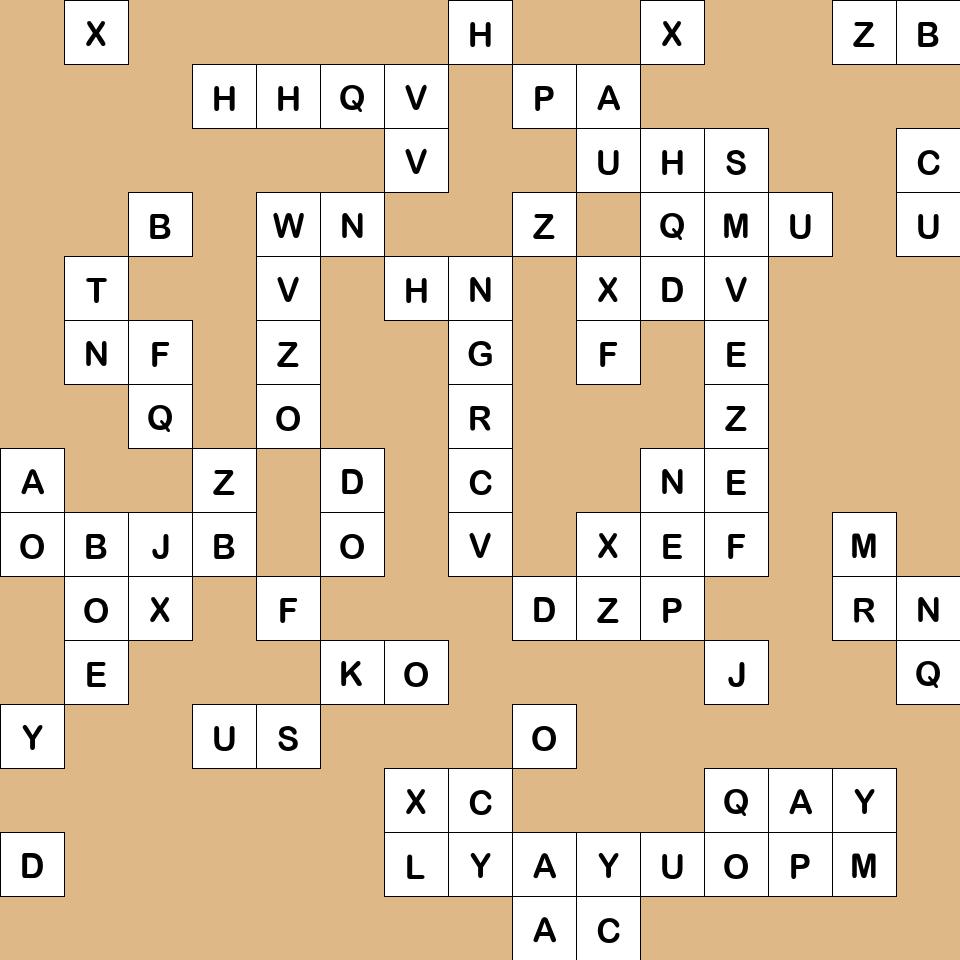 X H X Z B
H H Q V P A
V U H S C
B W N Z Q M U U
T V H N X D V
N F Z G F E
Q O R Z
A Z D C N E
O B J B O V X E F M
O X F D Z P R N
E K O J Q
Y U S O
X C Q A Y
D L Y A Y U O P M
A C